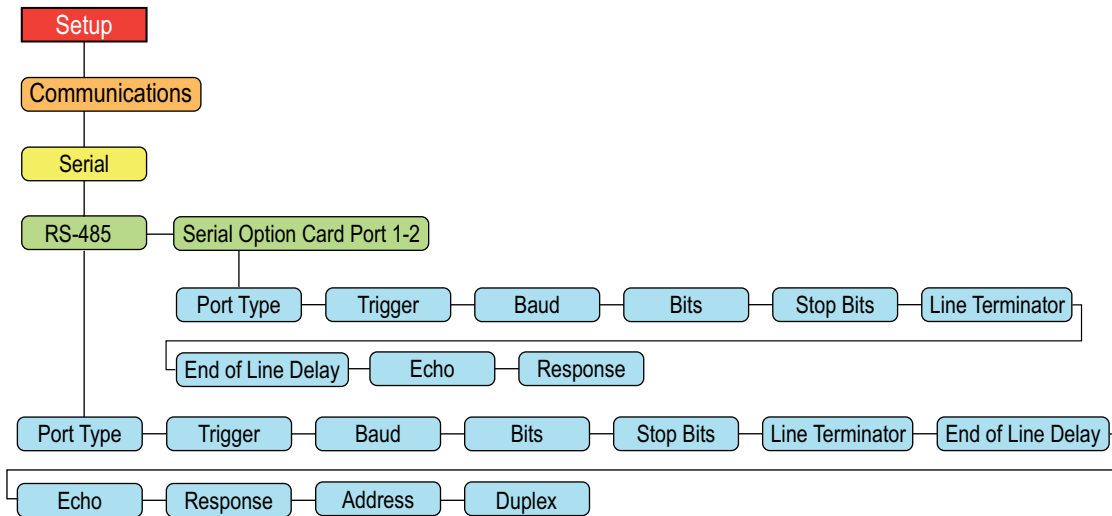 Setup
Communications
Serial
RS-485 Serial Option Card Port 1-2
Port Type Trigger Baud Bits Stop Bits Line Terminator
End of Line Delay Echo Response
Port Type Trigger Baud Bits Stop Bits Line Terminator End of Line Delay
Echo Response Address Duplex